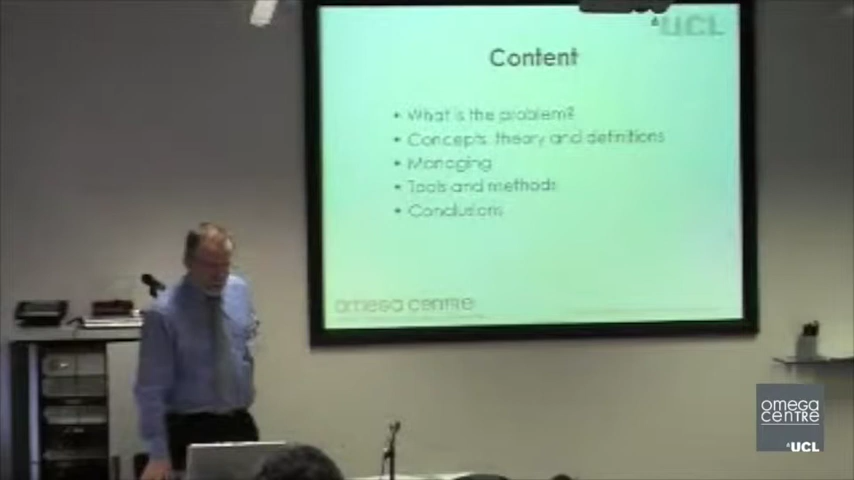 UCL
Content
• What is the problem?
• Concepts, theory and definitions
• Managing
• Tools and methods
• Conclusions
omega centre
omega
centre
UCL